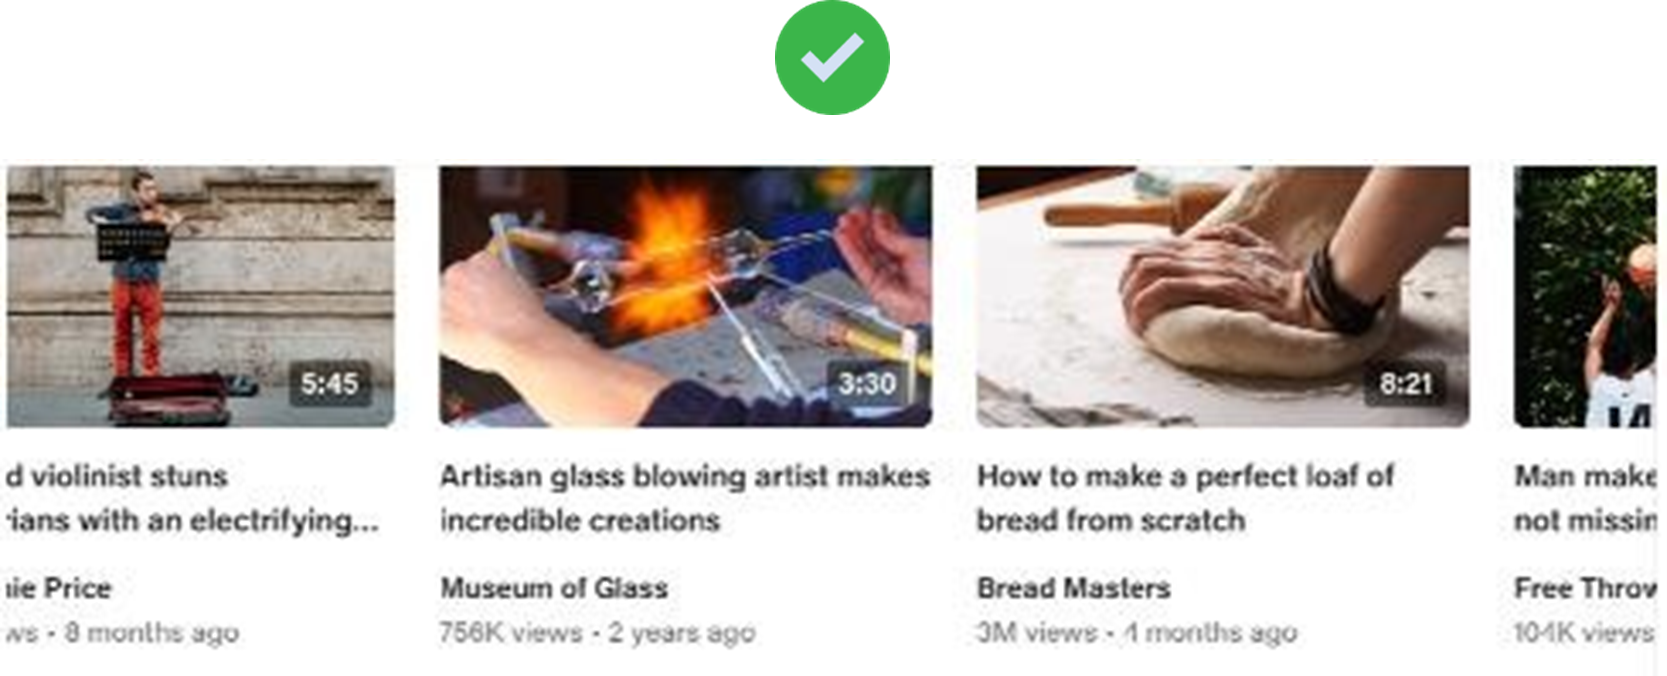 5:45
3:30
8:21
14
d violinist stuns
ians with an electrifying...
Artisan glass blowing artist makes
incredible creations
How to make a perfect loaf of
bread from scratch
Man make
not missin
ie Price
Museum of Glass
Bread Masters
Free Throw
ws • 8 months ago
756K views • 2 years ago
3M views • 4 months ago
104K views